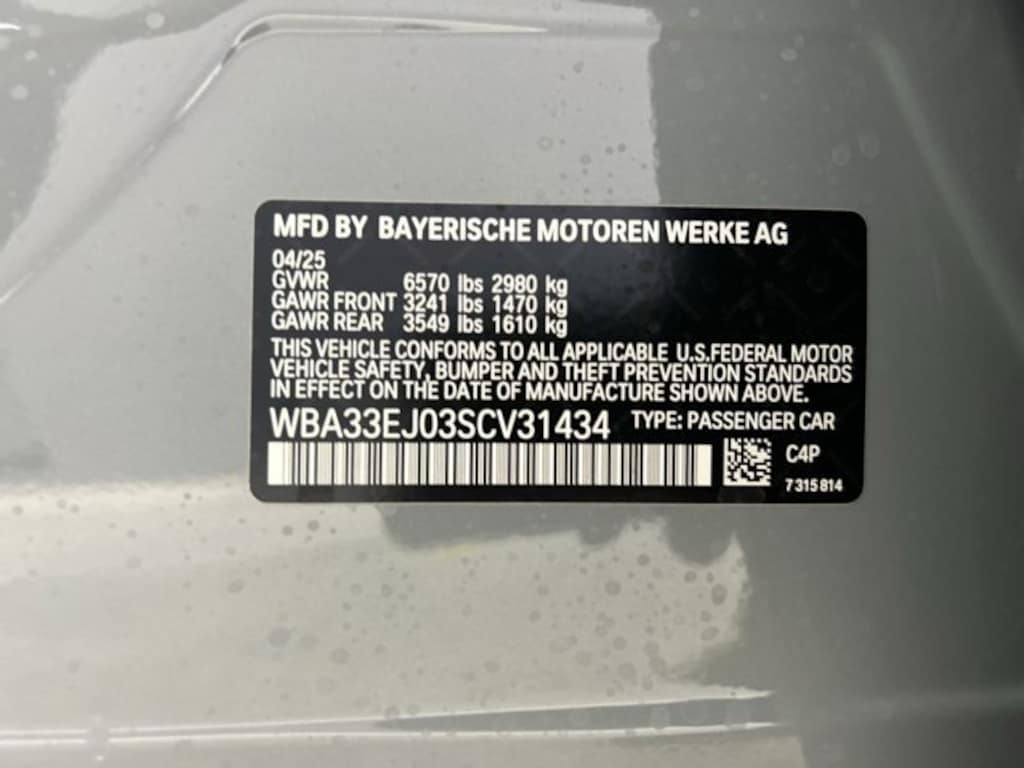 MFD BY BAYERISCHE MOTOREN WERKE AG
04/25
GVWR 6570 lbs 2980 kg
GAWR FRONT 3241 lbs 1470 kg
GAWR REAR 3549 lbs 1610 kg
THIS VEHICLE CONFORMS TO ALL APPLICABLE U.S.FEDERAL MOTOR
VEHICLE SAFETY, BUMPER AND THEFT PREVENTION STANDARDS
IN EFFECT ON THE DATE OF MANUFACTURE SHOWN ABOVE.
WBA33EJ03SCV31434 TYPE: PASSENGER CAR
C4P
7315814